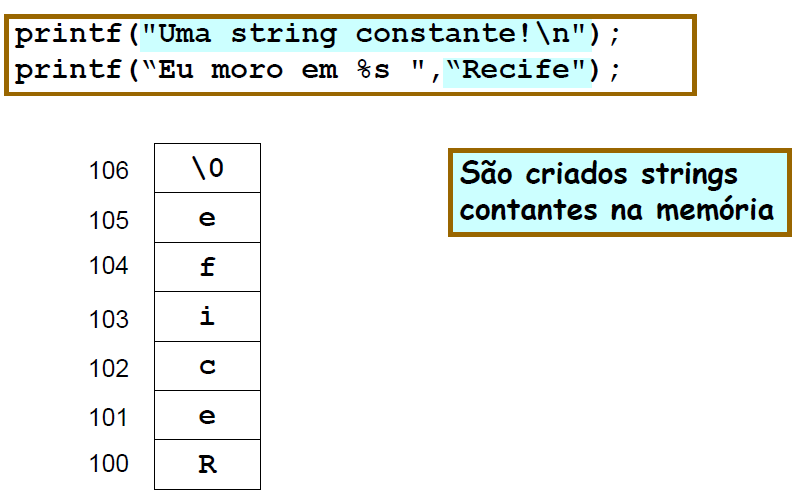 printf("Uma string constante!\n");
printf(“Eu moro em %s ",“Recife");
São criados strings
contantes na memória
106 \0
105 e
104 f
103 i
102 c
101 e
100 R